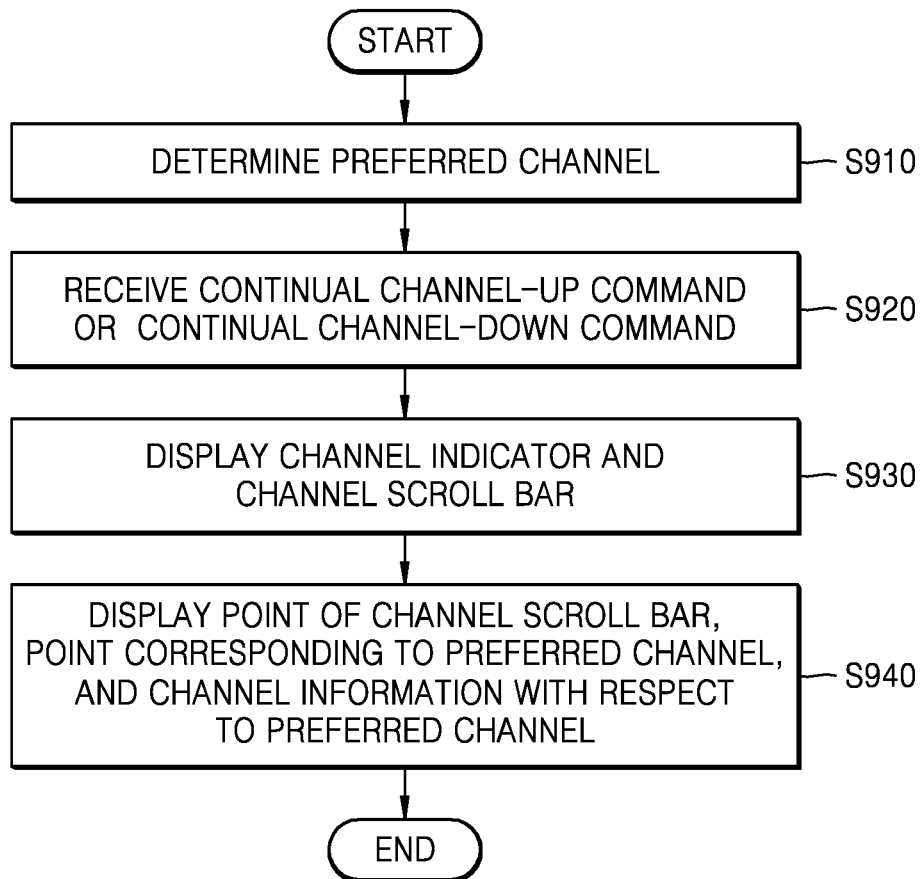 START
DETERMINE PREFERRED CHANNEL
S910
RECEIVE CONTINUAL CHANNEL-UP COMMAND
OR CONTINUAL CHANNEL-DOWN COMMAND
S920
DISPLAY CHANNEL INDICATOR AND
CHANNEL SCROLL BAR
S930
DISPLAY POINT OF CHANNEL SCROLL BAR,
POINT CORRESPONDING TO PREFERRED CHANNEL,
AND CHANNEL INFORMATION WITH RESPECT
TO PREFERRED CHANNEL
S940
END